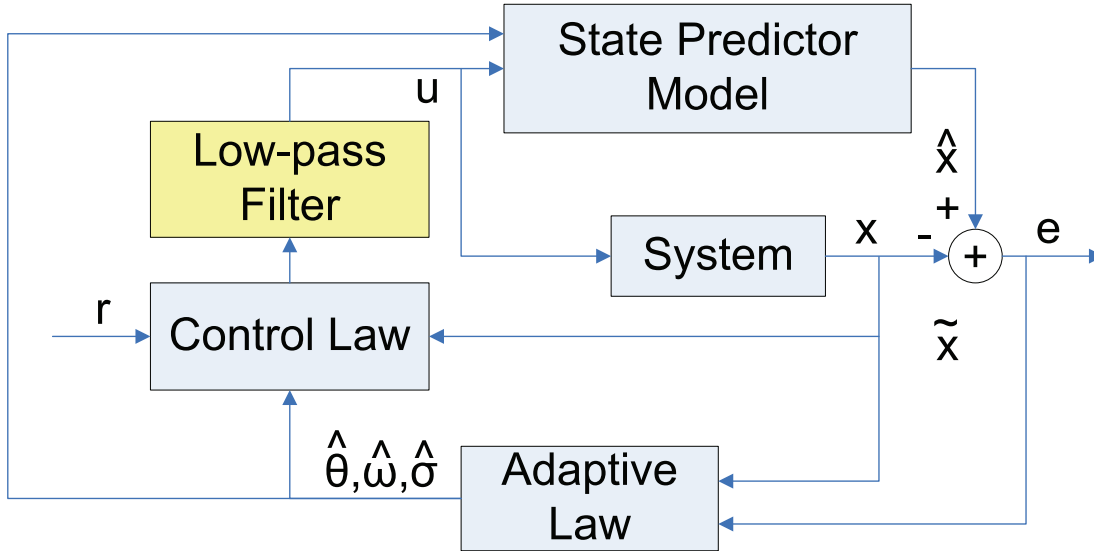 State Predictor
Model
u
Low-pass
Filter
x̂
+
x
-
+
e
System
r
Control Law
x̃
θ̂,ω̂,σ̂
Adaptive
Law